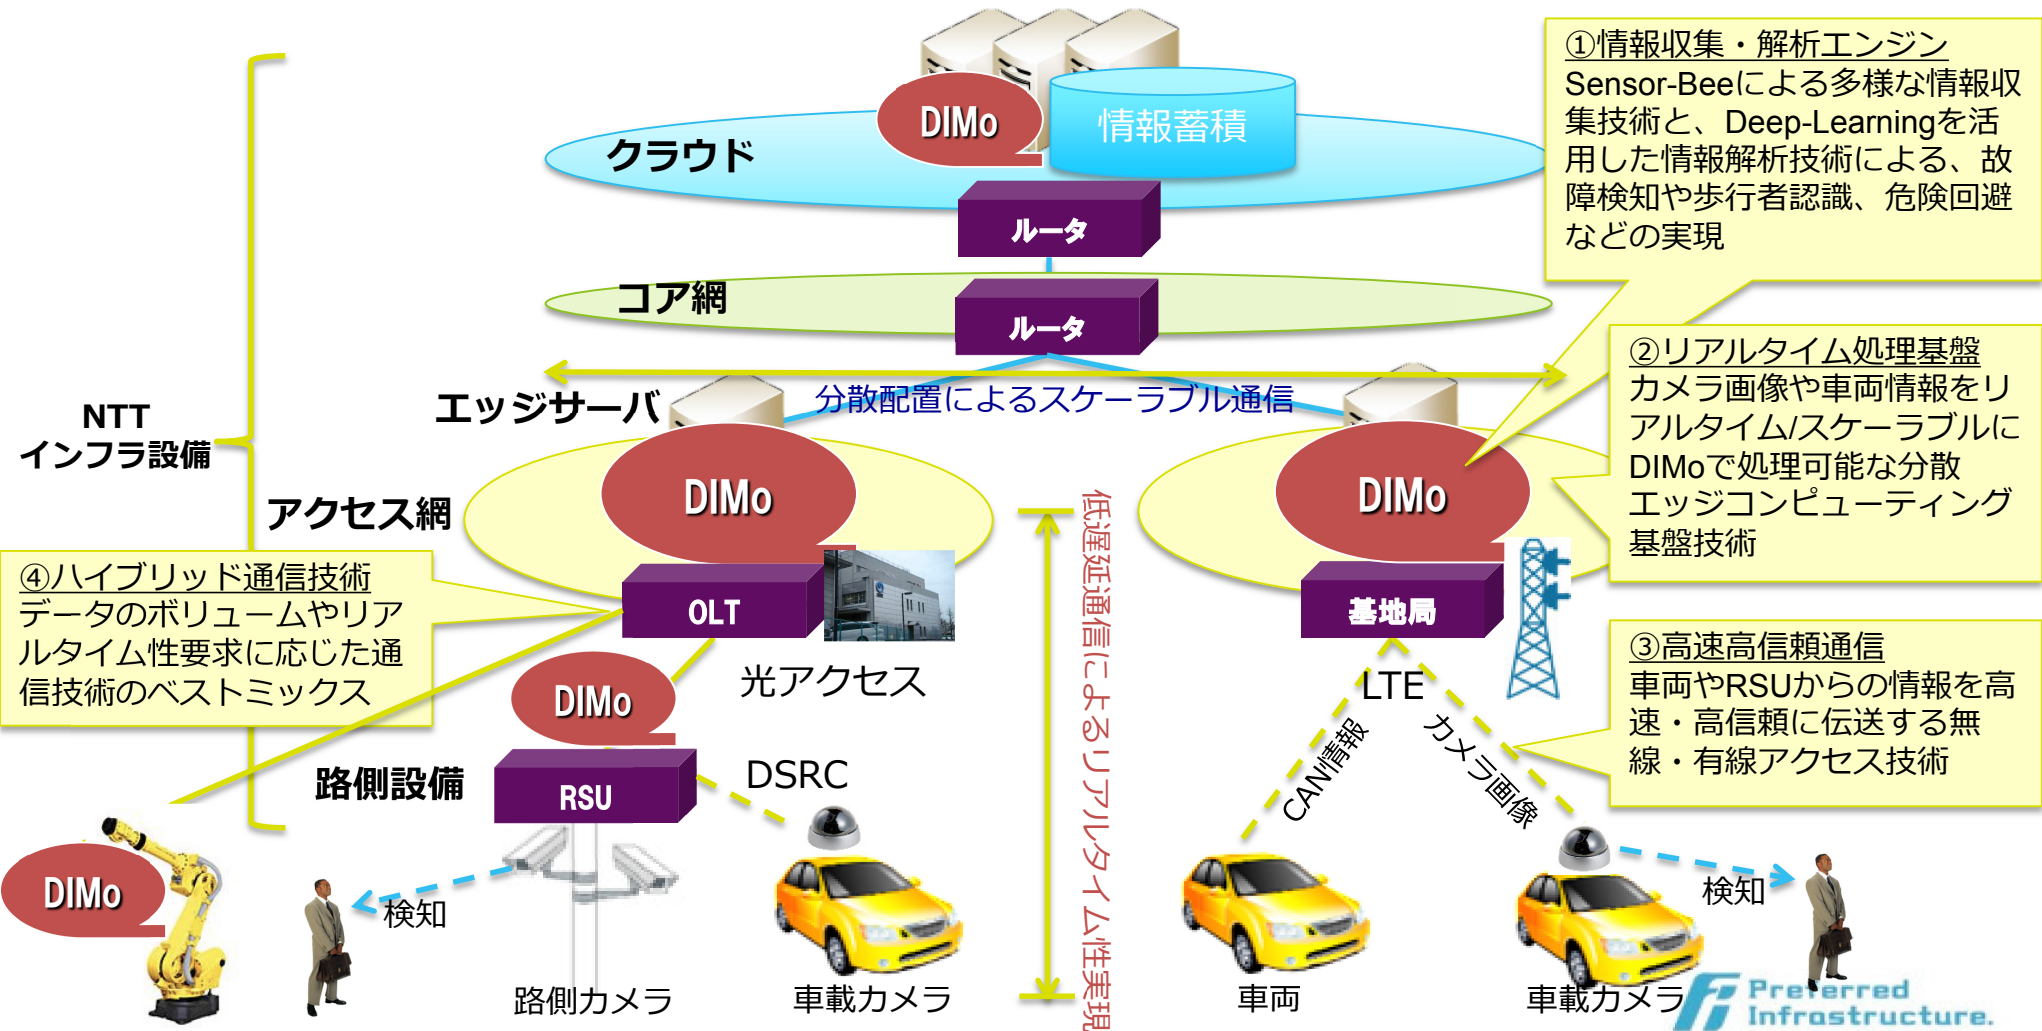 DIMo
情報蓄積
クラウド
ルータ
①情報収集・解析エンジン
Sensor-Beeによる多様な情報収
集技術と、Deep-Learningを活
用した情報解析技術による、故
障検知や歩行者認識、危険回避
などの実現
コア網
ルータ
②リアルタイム処理基盤
カメラ画像や車両情報をリ
アルタイム/スケーラブルに
DIMoで処理可能な分散
エッジコンピューティング
基盤技術
エッジサーバ
分散配置によるスケーラブル通信
NTT
インフラ設備
アクセス網
DIMo
DIMo
低遅延通信によるリアルタイム性実現
④ハイブリッド通信技術
データのボリュームやリア
ルタイム性要求に応じた通
信技術のベストミックス
OLT
基地局
光アクセス
LTE
③高速高信頼通信
車両やRSUからの情報を高
速・高信頼に伝送する無
線・有線アクセス技術
DIMo
路側設備
RSU
DSRC
CAN情報
カメラ画像
DIMo
検知
検知
路側カメラ
車載カメラ
車両
車載カメラ
Preferred
Infrastructure.